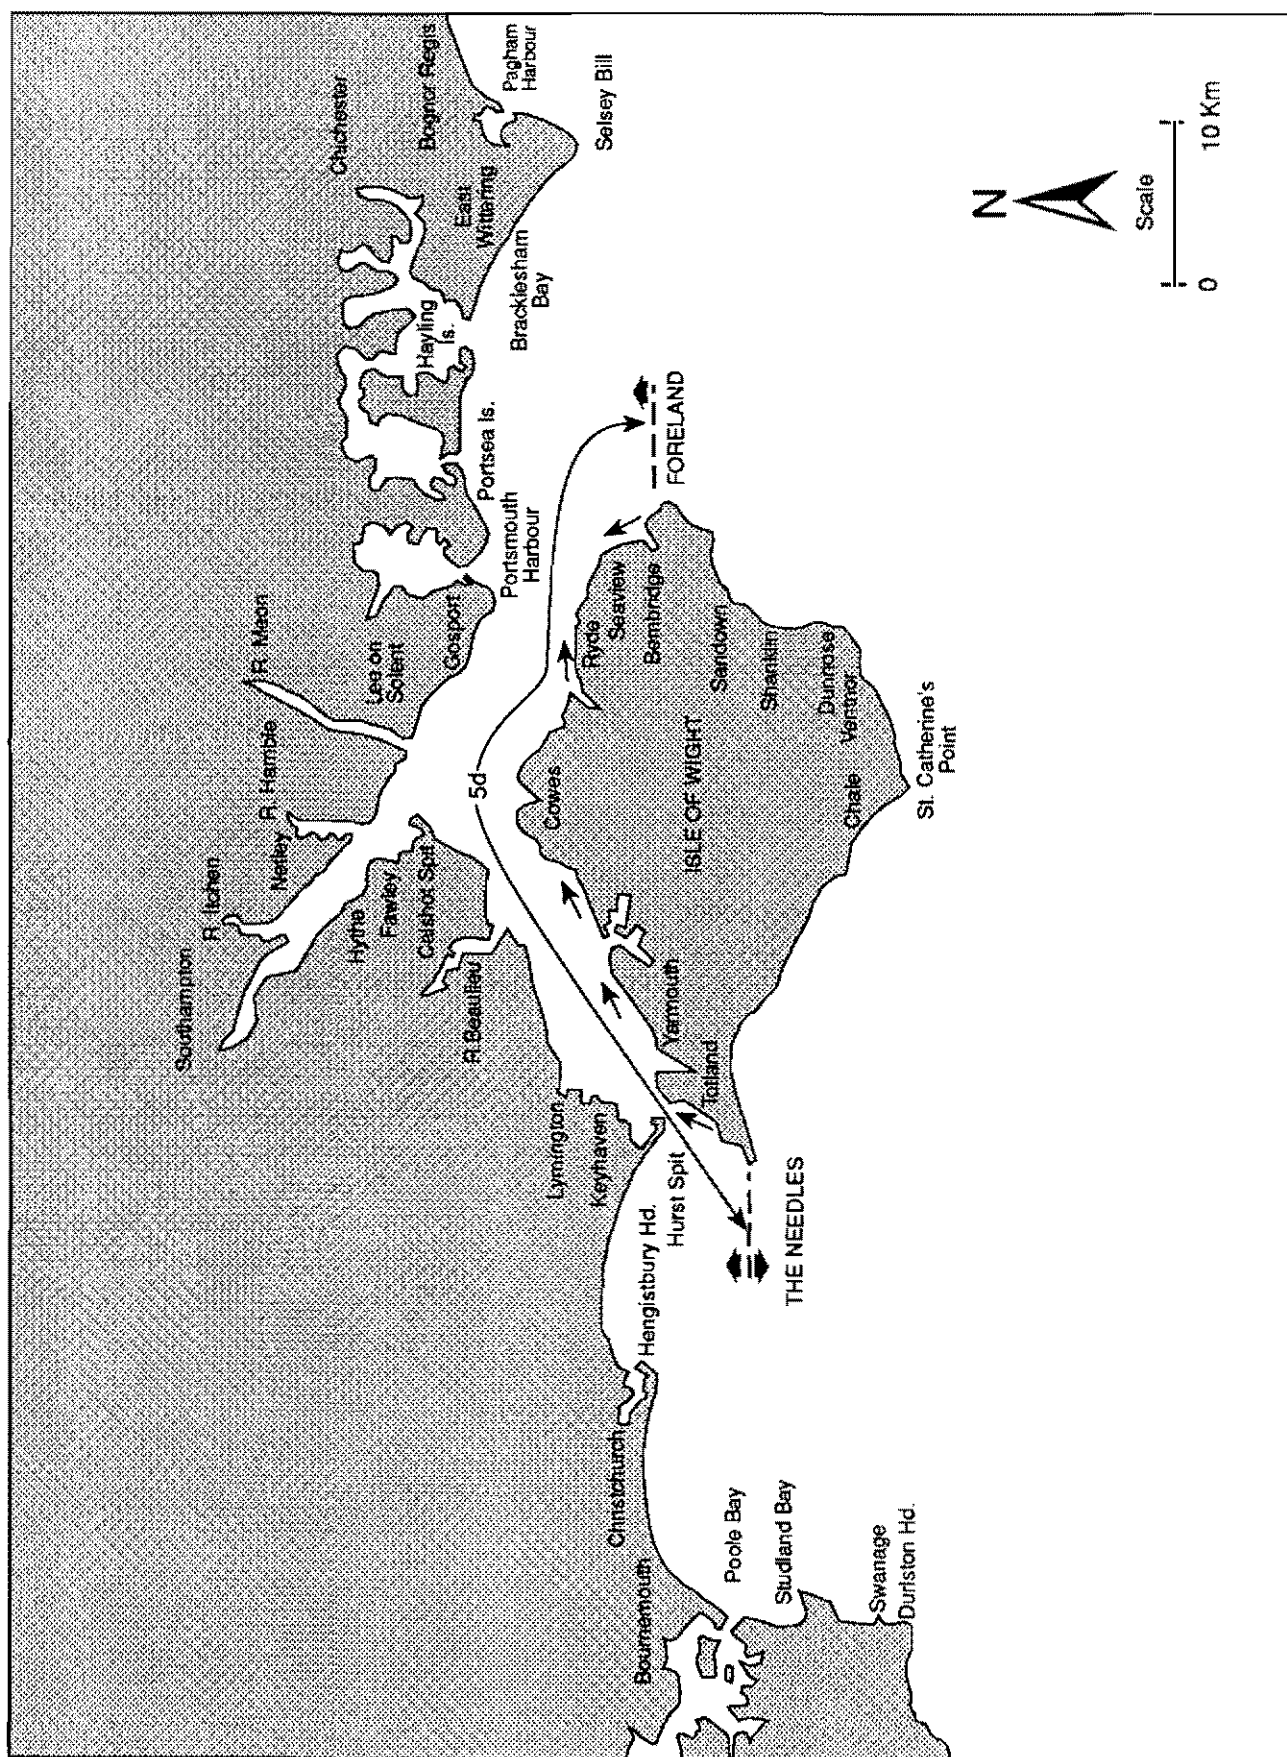 Southampton
R. Itchen
Netley
R. Hamble
R. Meon
Chichester
Hythe
Fawley
Calshot Spit
R. Beaulieu
Lee on
Solent
Gosport
Portsmouth
Harbour
Portsea Is.
Hayling
Is.
East
Wittering
Bognor Regis
Pagham
Harbour
Bracklesham
Bay
Selsey Bill
Lymington
Keyhaven
Hurst Spit
Hengistbury Hd.
Christchurch
Bournemouth
Poole Bay
Studland Bay
Swanage
Durlston Hd.
THE NEEDLES
Totland
Yarmouth
5d
Cowes
Ryde
Seaview
Bembridge
FORELAND
ISLE OF WIGHT
Sandown
Shanklin
Dunnose
Ventnor
Chale
St. Catherine's
Point
N
Scale
0
10 Km